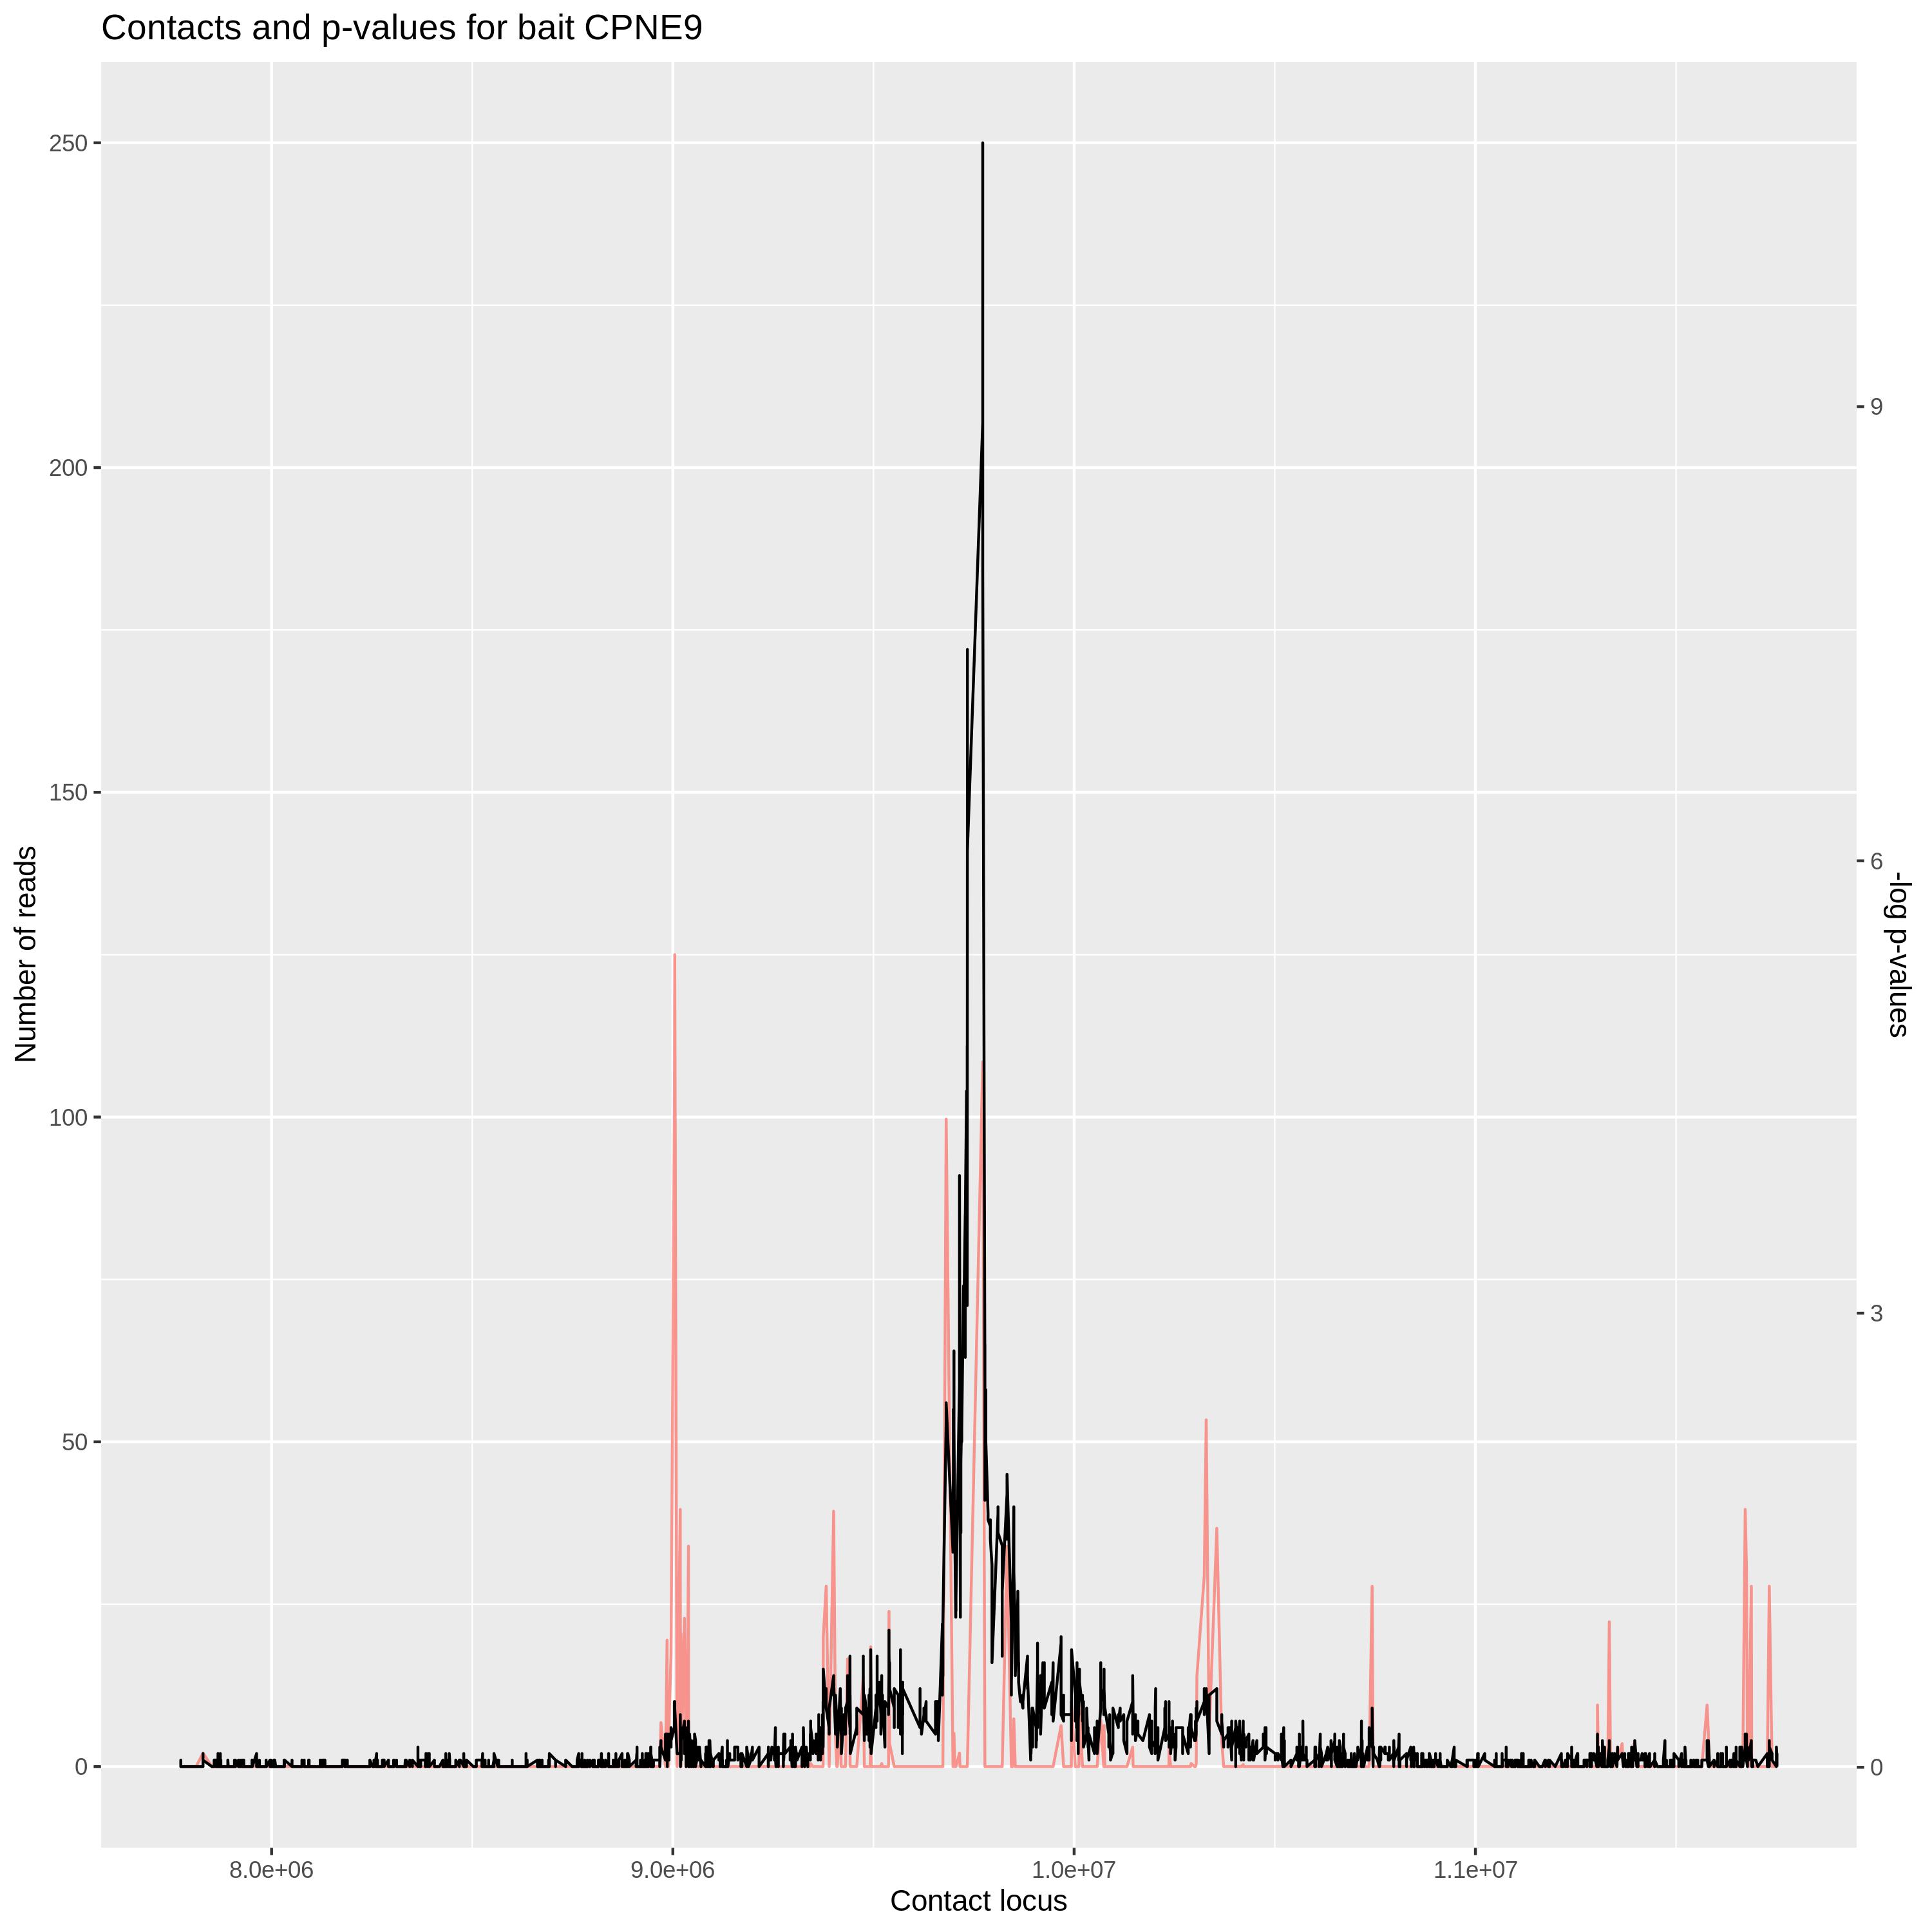 Contacts and p-values for bait CPNE9
250
200
150
100
50
0
Number of reads
9
6
3
0
-log p-values
8.0e+06 9.0e+06 1.0e+07 1.1e+07
Contact locus